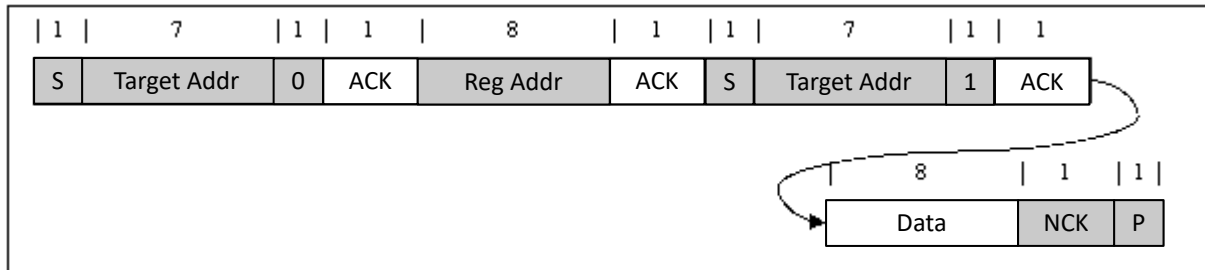 | 1 | 7 | 1 | 1 | 8 | 1 | 1 | 7 | 1 | 1
S Target Addr 0 ACK Reg Addr ACK S Target Addr 1 ACK
| 8 | 1 | 1 |
Data NCK P